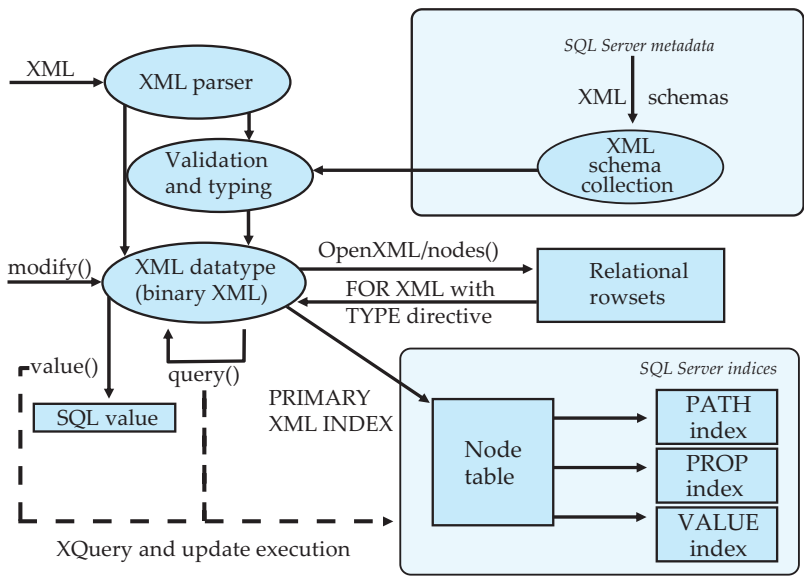 SQL Server metadata
XML
XML parser
XML schemas
XML
schema
collection
Validation
and typing
modify()
XML datatype
(binary XML)
OpenXML/nodes()
FOR XML with
TYPE directive
Relational
rowsets
value()
query()
SQL value
PRIMARY
XML INDEX
SQL Server indices
Node
table
PATH
index
PROP
index
VALUE
index
XQuery and update execution